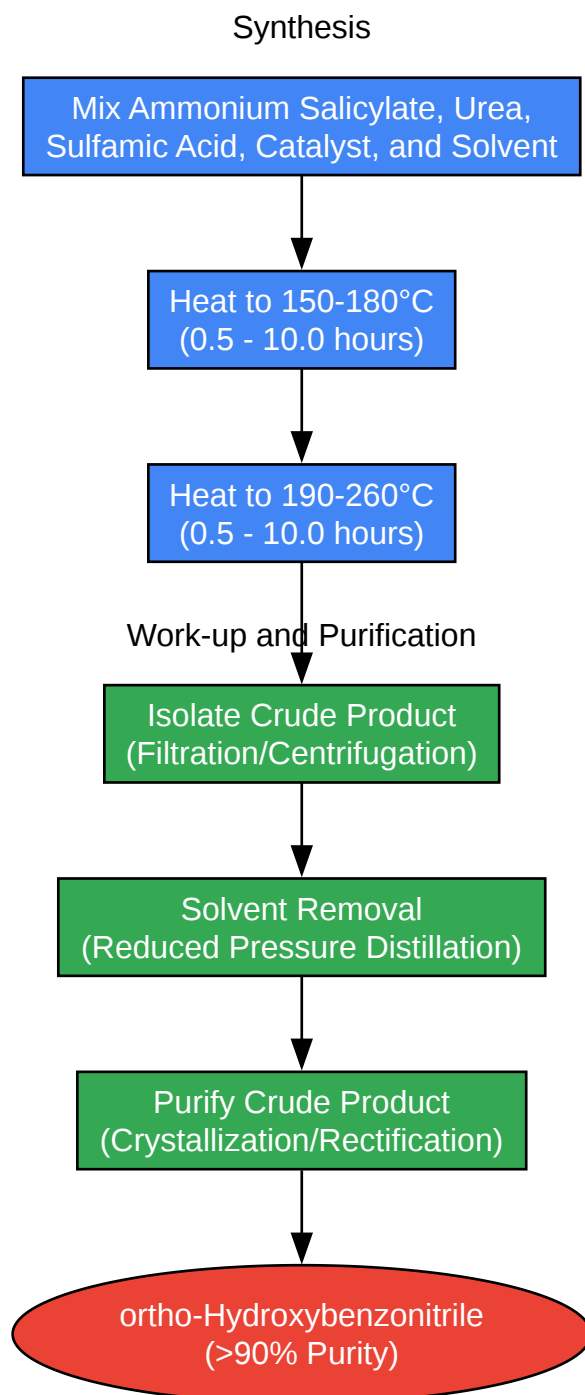 Synthesis
Mix Ammonium Salicylate, Urea,
Sulfamic Acid, Catalyst, and Solvent
Heat to 150-180°C
(0.5 - 10.0 hours)
Heat to 190-260°C
(0.5 - 10.0 hours)
Work-up and Purification
Isolate Crude Product
(Filtration/Centrifugation)
Solvent Removal
(Reduced Pressure Distillation)
Purify Crude Product
(Crystallization/Rectification)
ortho-Hydroxybenzonitrile
(>90% Purity)